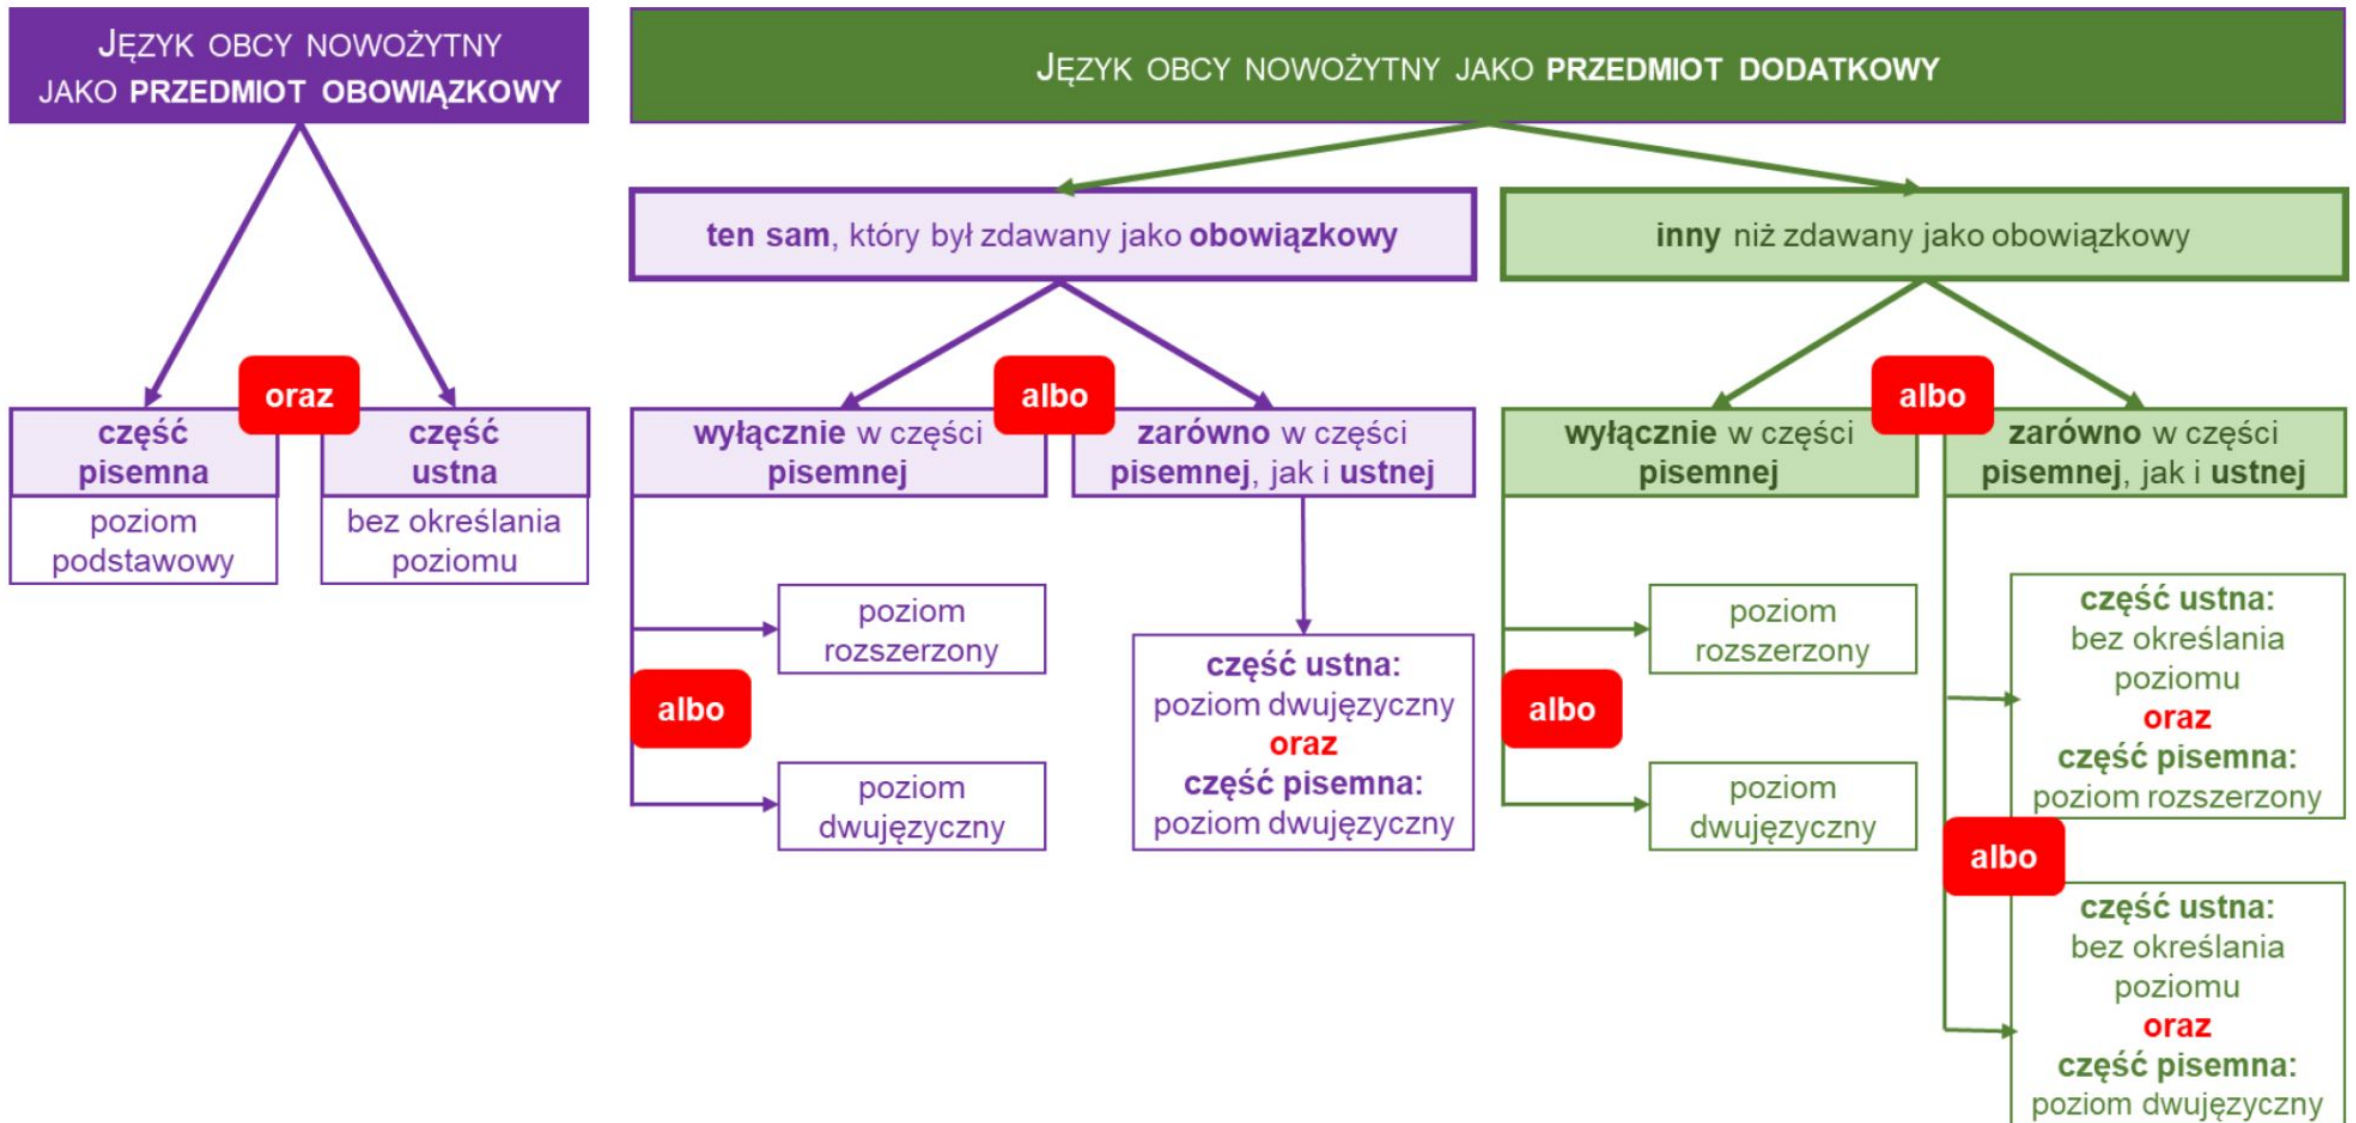 JĘZYK OBCY NOWOŻYTNY
JAKO PRZEDMIOT OBOWIĄZKOWY
oraz
część
pisemna
poziom
podstawowy
część
ustna
bez określania
poziomu
JĘZYK OBCY NOWOŻYTNY JAKO PRZEDMIOT DODATKOWY
ten sam, który był zdawany jako obowiązkowy
albo
wyłącznie w części
pisemnej
poziom
rozszerzony
albo
poziom
dwujęzyczny
zarówno w części
pisemnej, jak i ustnej
część ustna:
poziom dwujęzyczny
oraz
część pisemna:
poziom dwujęzyczny
inny niż zdawany jako obowiązkowy
albo
wyłącznie w części
pisemnej
poziom
rozszerzony
albo
poziom
dwujęzyczny
zarówno w części
pisemnej, jak i ustnej
część ustna:
bez określania
poziomu
oraz
część pisemna:
poziom rozszerzony
albo
część ustna:
bez określania
poziomu
oraz
część pisemna:
poziom dwujęzyczny